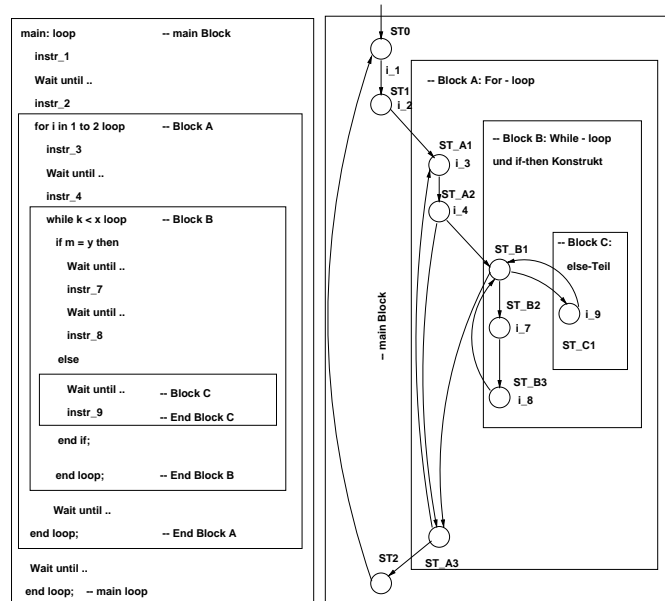 main: loop -- main Block
instr_1
Wait until ..
instr_2
for i in 1 to 2 loop -- Block A
instr_3
Wait until ..
instr_4
while k < x loop -- Block B
if m = y then
Wait until ..
instr_7
Wait until ..
instr_8
else
Wait until .. -- Block C
instr_9 -- End Block C
end if;
end loop; -- End Block B
Wait until ..
end loop; -- End Block A
Wait until ..
end loop; -- main loop
ST0
i_1
ST1
i_2
-- main Block
-- Block A: For - loop
ST_A1
i_3
ST_A2
i_4
-- Block B: While - loop
und if-then Konstrukt
ST_B1
ST_B2
i_7
ST_B3
i_8
-- Block C:
else-Teil
i_9
ST_C1
ST2
ST_A3